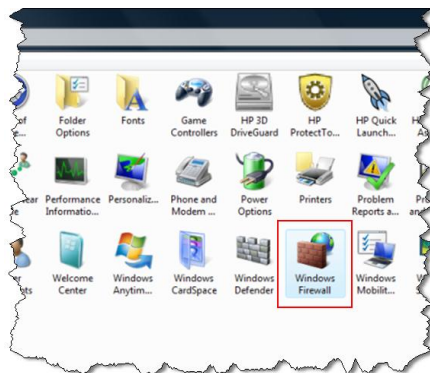 Folder
Options
Fonts
Game
Controllers
HP 3D
DriveGuard
HP
ProtectTo...
HP Quick
Launch...
Performance
Informatio...
Personaliz...
Phone and
Modem ...
Power
Options
Printers
Problem
Reports a...
Welcome
Center
Windows
Anytim...
Windows
CardSpace
Windows
Defender
Windows
Firewall
Windows
Mobilit...